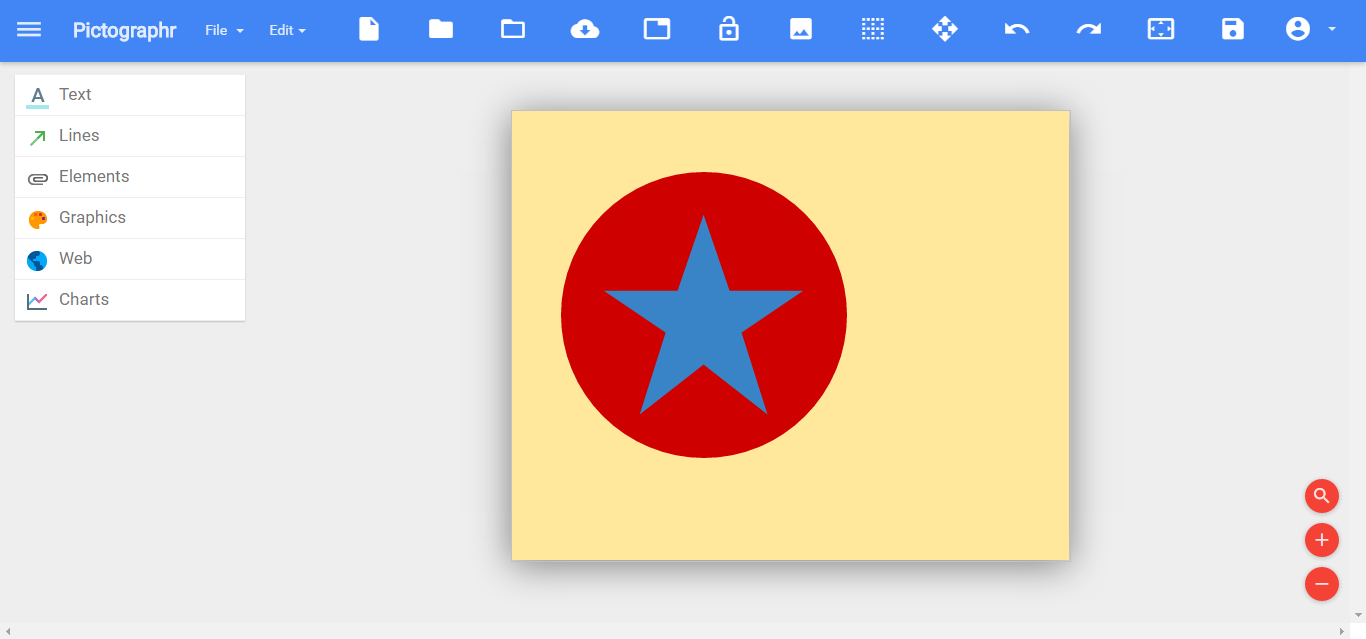 Pictographr
File
Edit
Text
Lines
Elements
Graphics
Web
Charts